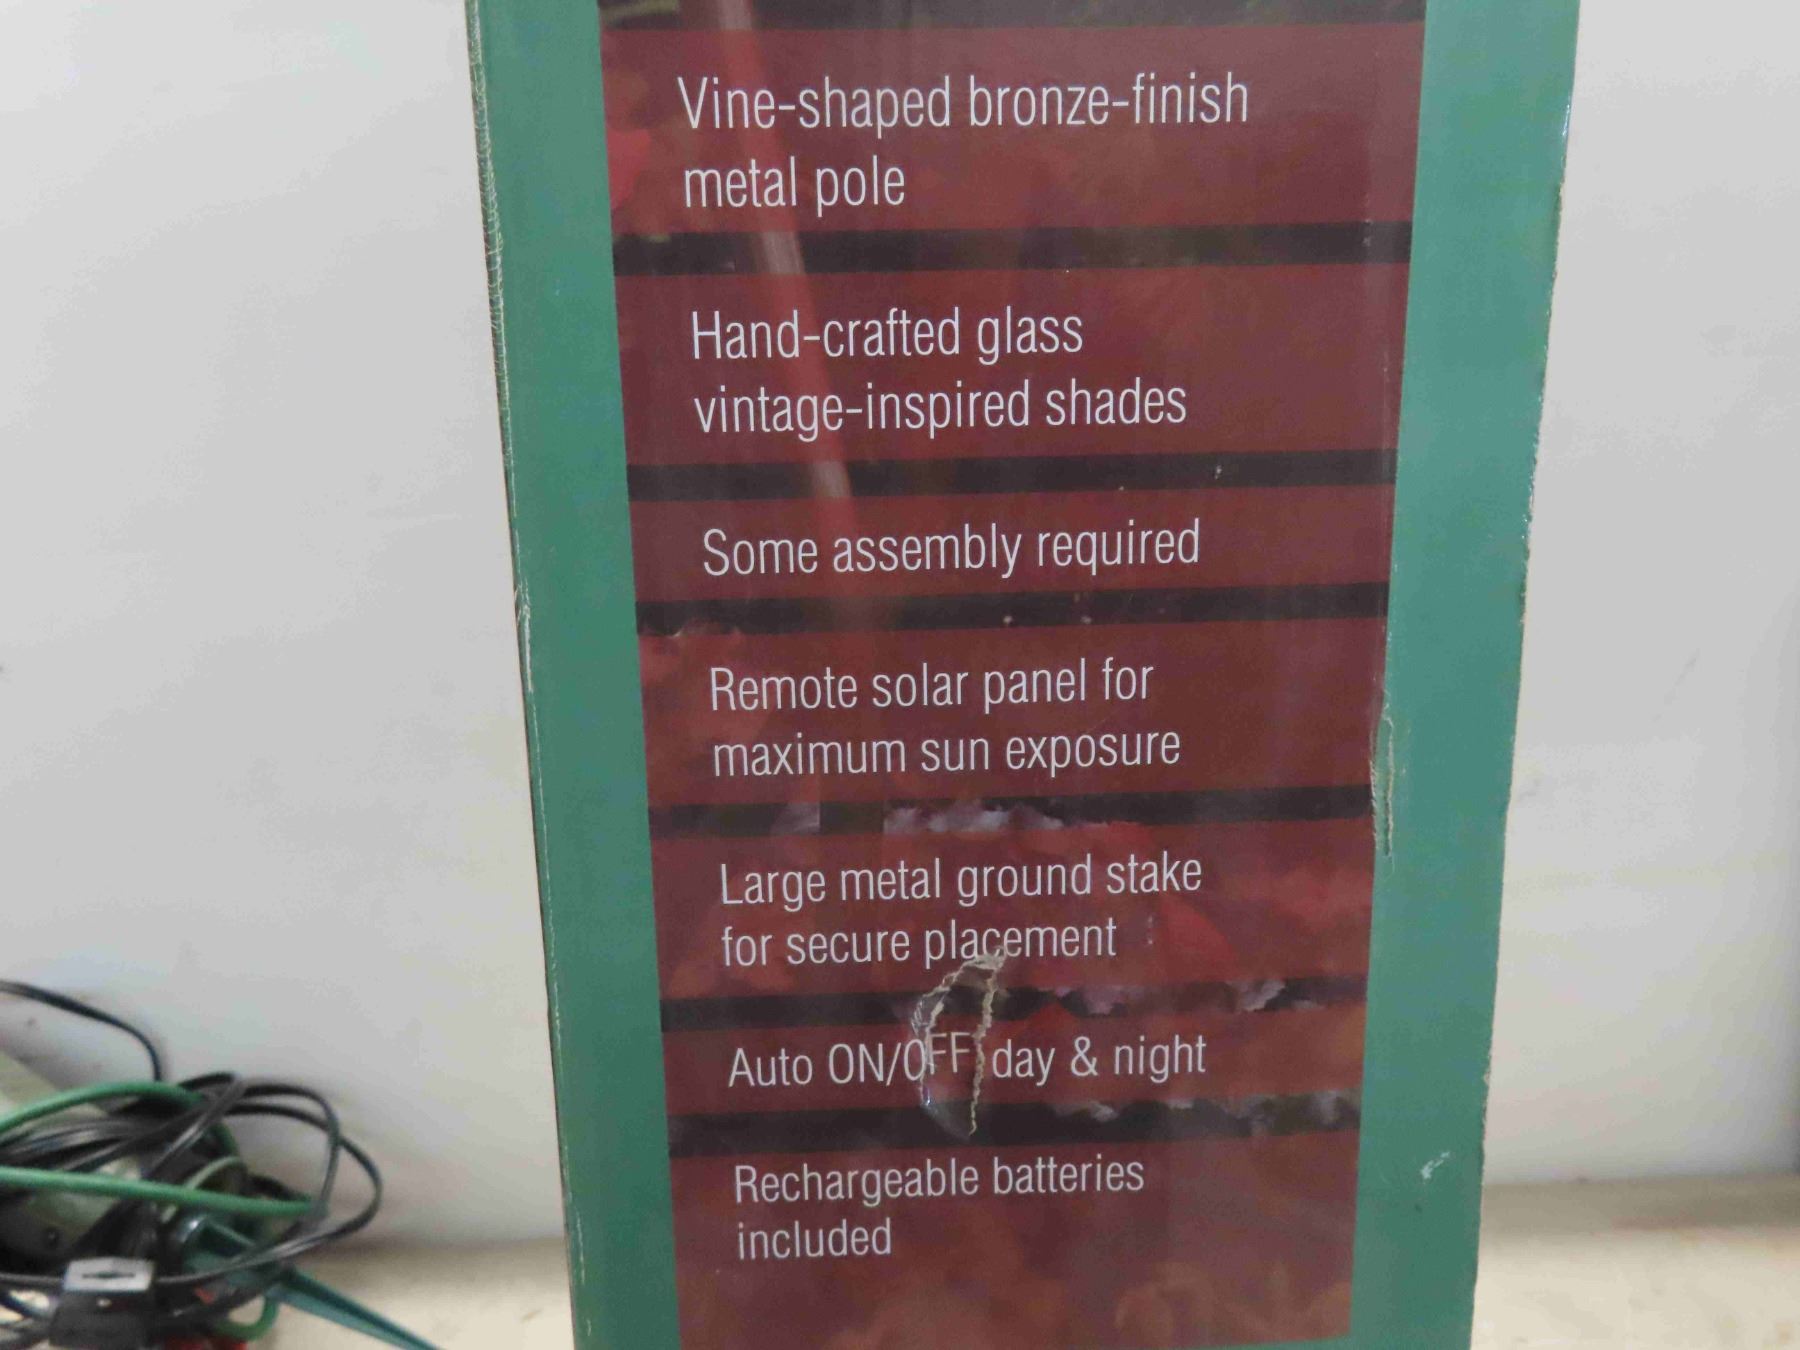 Vine-shaped bronze-finish
metal pole
Hand-crafted glass
vintage-inspired shades
Some assembly required
Remote solar panel for
maximum sun exposure
Large metal ground stake
for secure placement
Auto ON/OFF day & night
Rechargeable batteries
included